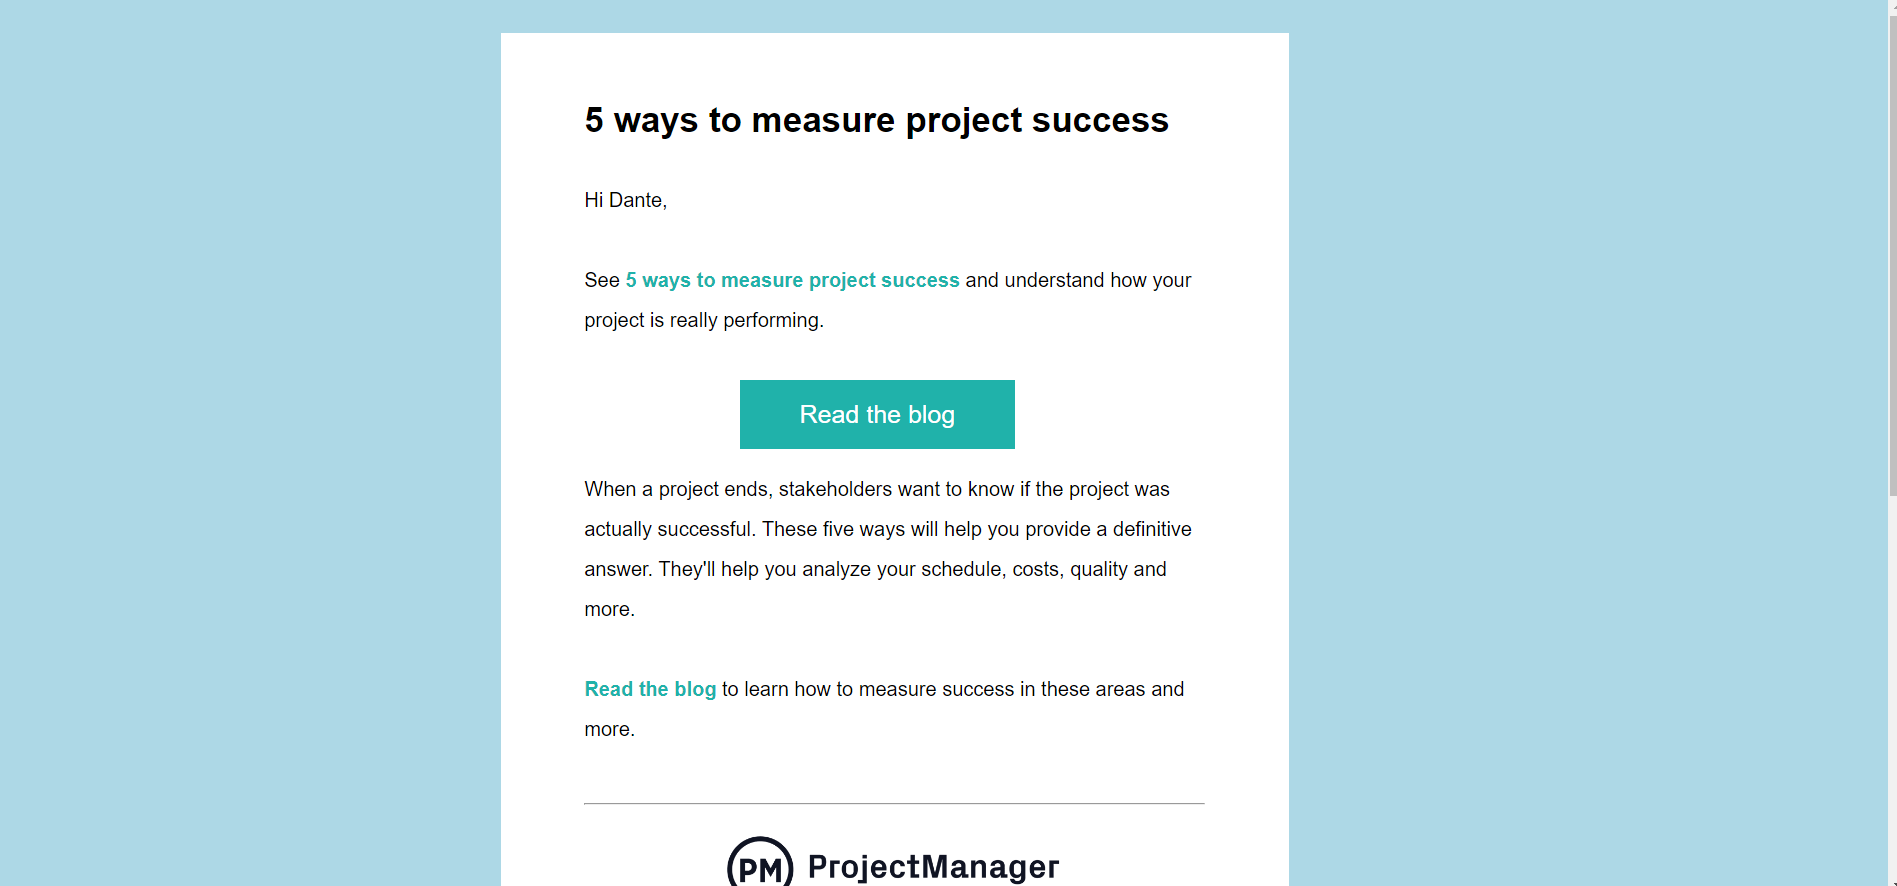 5 ways to measure project success
Hi Dante,
See 5 ways to measure project success and understand how your
project is really performing.
Read the blog
When a project ends, stakeholders want to know if the project was
actually successful. These five ways will help you provide a definitive
answer. They'll help you analyze your schedule, costs, quality and
more.
Read the blog to learn how to measure success in these areas and
more.
PM ProjectManager